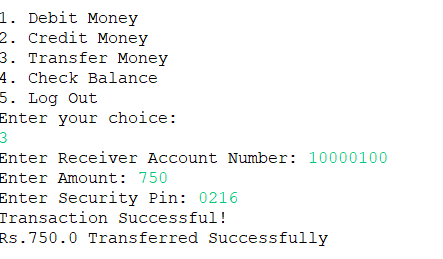 1. Debit Money
2. Credit Money
3. Transfer Money
4. Check Balance
5. Log Out
Enter your choice:
3
Enter Receiver Account Number: 10000100
Enter Amount: 750
Enter Security Pin: 0216
Transaction Successful!
Rs.750.0 Transferred Successfully